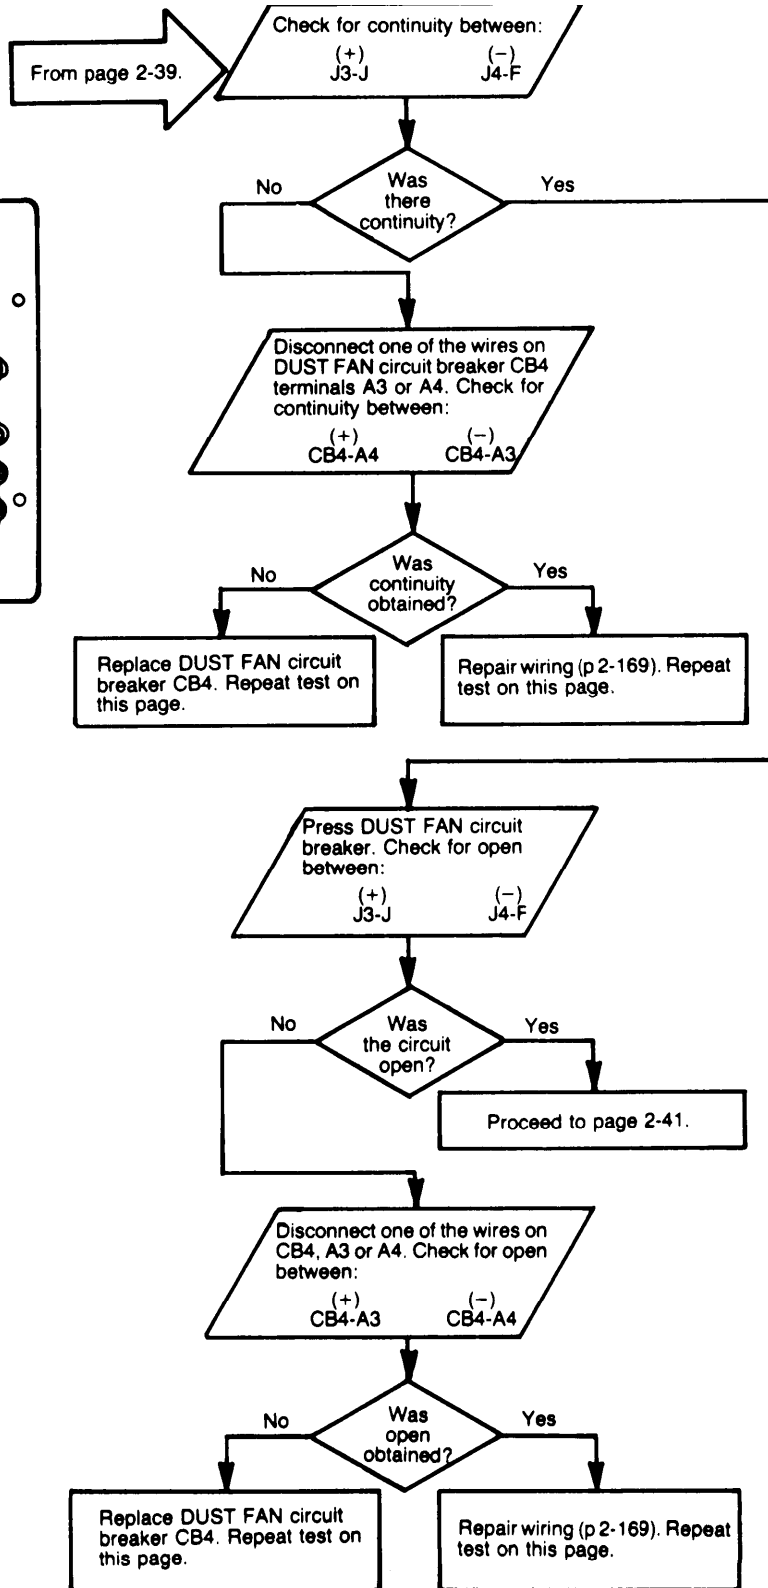 Check for continuity between:
(+) (−)
J3-J J4-F
From page 2-39.
Was
there
continuity?
No
Yes
Disconnect one of the wires on
DUST FAN circuit breaker CB4
terminals A3 or A4. Check for
continuity between:
(+) (−)
CB4-A4 CB4-A3
Was
continuity
obtained?
No
Yes
Replace DUST FAN circuit
breaker CB4. Repeat test on
this page.
Repair wiring (p 2-169). Repeat
test on this page.
Press DUST FAN circuit
breaker. Check for open
between:
(+) (−)
J3-J J4-F
Was
the circuit
open?
No
Yes
Proceed to page 2-41.
Disconnect one of the wires on
CB4, A3 or A4. Check for open
between:
(+) (−)
CB4-A3 CB4-A4
Was
open
obtained?
No
Yes
Replace DUST FAN circuit
breaker CB4. Repeat test on
this page.
Repair wiring (p 2-169). Repeat
test on this page.